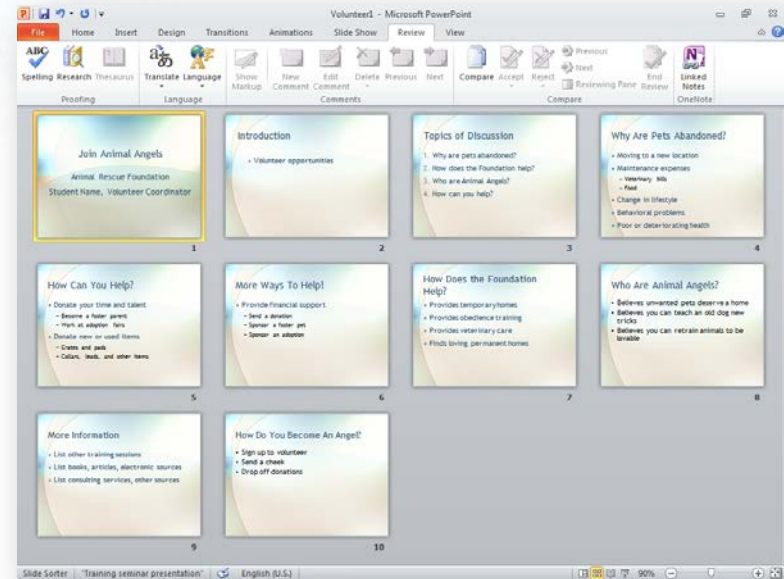 Volunteer1 - Microsoft PowerPoint
File Home Insert Design Transitions Animations Slide Show Review View
ABC
Spelling Research Thesaurus
Proofing
Translate Language
Language
Show Markup
New Comment
Edit Comment
Delete Previous Next
Comments
Compare Accept Reject
Previous
Next
Reviewing Pane
End Review
Compare
Linked Notes
OneNote
Join Animal Angels
Animal Rescue Foundation
Student Name, Volunteer Coordinator
1
Introduction
• Volunteer opportunities
2
Topics of Discussion
1. Why are pets abandoned?
2. How does the Foundation help?
3. Who are Animal Angels?
4. How can you help?
3
Why Are Pets Abandoned?
• Moving to a new location
• Maintenance expenses
– Veterinary bills
– Food
• Change in lifestyle
• Behavioral problems
• Poor or deteriorating health
4
How Can You Help?
• Donate your time and talent
– Become a foster parent
– Work at adoption fairs
• Donate new or used items
– Crates and pads
– Collars, leads, and other items
5
More Ways To Help!
• Provide financial support
– Send a donation
– Sponsor a foster pet
– Sponsor an adoption
6
How Does the Foundation
Help?
• Provides temporary homes
• Provides obedience training
• Provides veterinary care
• Finds loving permanent homes
7
Who Are Animal Angels?
• Believes unwanted pets deserve a home
• Believes you can teach an old dog new
tricks
• Believes you can retrain animals to be
lovable
8
More Information
• List other training sessions
• List books, articles, electronic sources
• List consulting services, other sources
9
How Do You Become An Angel?
• Sign up to volunteer
• Send a cheek
• Drop off donations
10
Slide Sorter "Training seminar presentation" English (U.S.) 90%